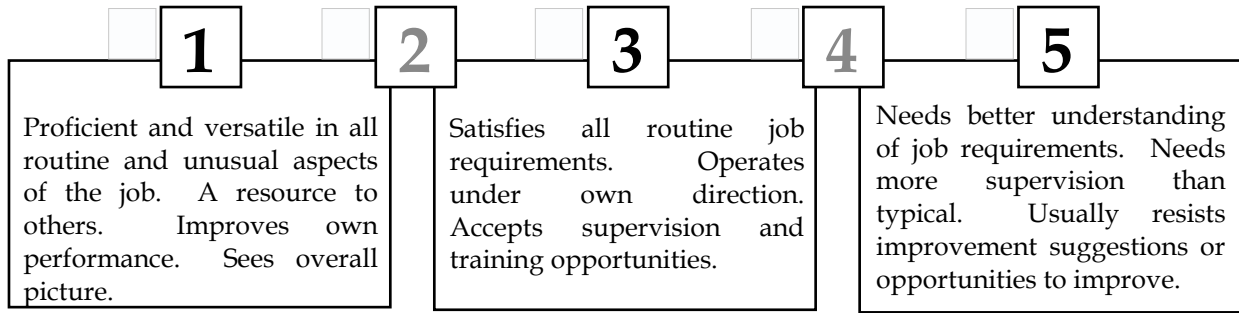 1
2
3
4
5
Proficient and versatile in all
routine and unusual aspects
of the job. A resource to
others. Improves own
performance. Sees overall
picture.
Satisfies all routine job
requirements. Operates
under own direction.
Accepts supervision and
training opportunities.
Needs better understanding
of job requirements. Needs
more supervision than
typical. Usually resists
improvement suggestions or
opportunities to improve.